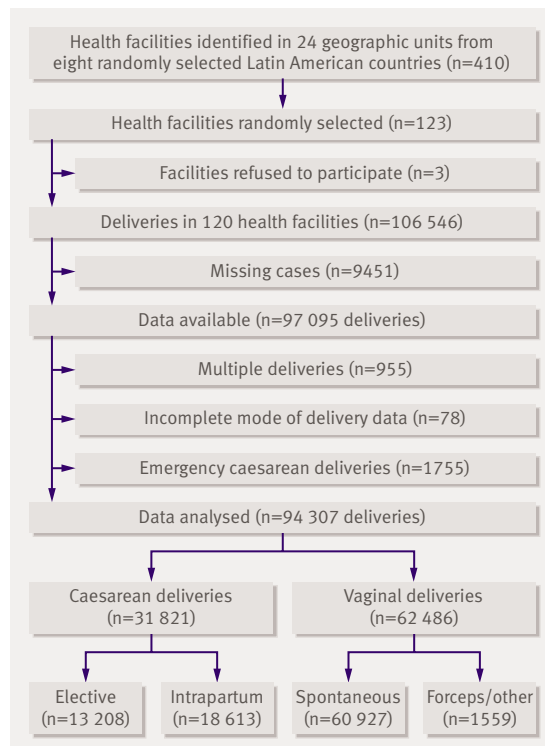 Health facilities identified in 24 geographic units from
eight randomly selected Latin American countries (n=410)
Health facilities randomly selected (n=123)
Facilities refused to participate (n=3)
Deliveries in 120 health facilities (n=106 546)
Missing cases (n=9451)
Data available (n=97 095 deliveries)
Multiple deliveries (n=955)
Incomplete mode of delivery data (n=78)
Emergency caesarean deliveries (n=1755)
Data analysed (n=94 307 deliveries)
Caesarean deliveries
(n=31 821)
Vaginal deliveries
(n=62 486)
Elective
(n=13 208)
Intrapartum
(n=18 613)
Spontaneous
(n=60 927)
Forceps/other
(n=1559)